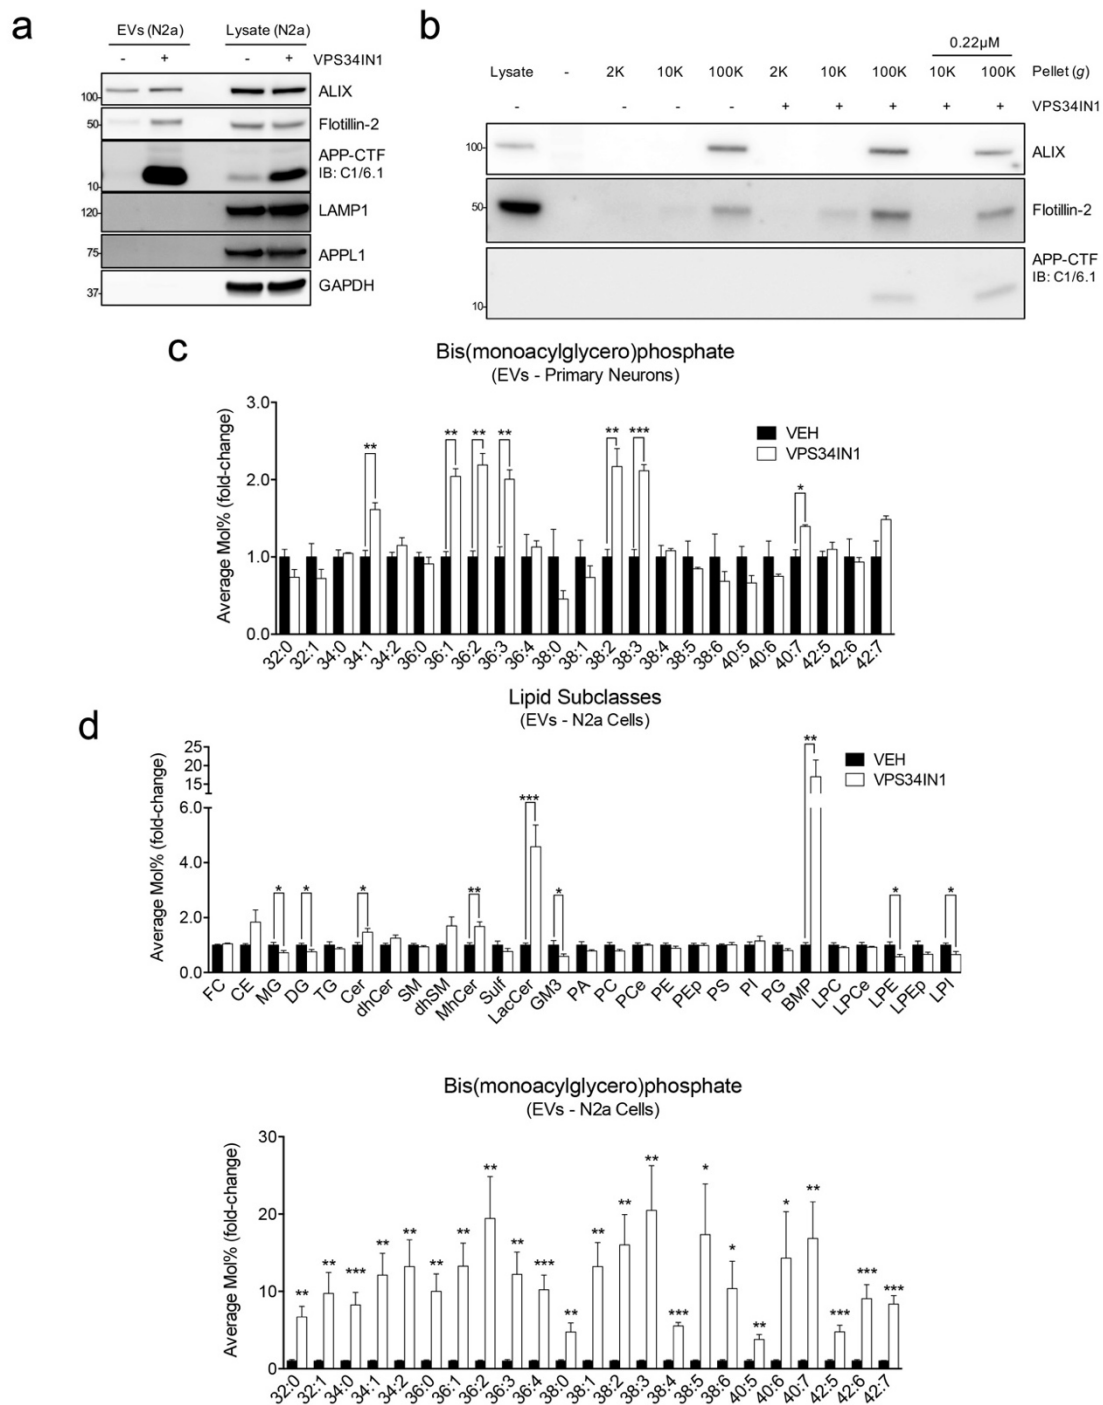 a
EVs (N2a) Lysate (N2a)
- + - + VPS34IN1
100 ALIX
50 Flotillin-2
APP-CTF
IB: C1/6.1
10
120 LAMP1
75 APPL1
37 GAPDH
b
0.22µM
Lysate - 2K 10K 100K 2K 10K 100K 10K 100K Pellet (g)
- - - - + + + + + VPS34IN1
100 ALIX
50 Flotillin-2
APP-CTF
IB: C1/6.1
10
c
Bis(monoacylglycero)phosphate
(EVs - Primary Neurons)
Average Mol% (fold-change)
3.0
2.0
1.0
0.0
** ** ** ** ** *** *
VEH
VPS34IN1
32:0 32:1 34:0 34:1 34:2 36:0 36:1 36:2 36:3 36:4 38:0 38:1 38:2 38:3 38:4 38:5 38:6 40:5 40:6 40:7 42:5 42:6 42:7
d
Lipid Subclasses
(EVs - N2a Cells)
Average Mol% (fold-change)
25
20
15
6.0
4.0
2.0
0.0
* * * ** *** * ** * *
VEH
VPS34IN1
FC CE MG DG TG Cer dhCer SM dhSM MhCer Sulf LacCer GM3 PA PC PCe PE PEp PS PI PG BMP LPC LPCe LPE LPEp LPI
Bis(monoacylglycero)phosphate
(EVs - N2a Cells)
Average Mol% (fold-change)
30
20
10
0
** ** *** ** ** ** ** ** ** *** ** ** ** ** *** * * ** * ** *** *** ***
32:0 32:1 34:0 34:1 34:2 36:0 36:1 36:2 36:3 36:4 38:0 38:1 38:2 38:3 38:4 38:5 38:6 40:5 40:6 40:7 42:5 42:6 42:7